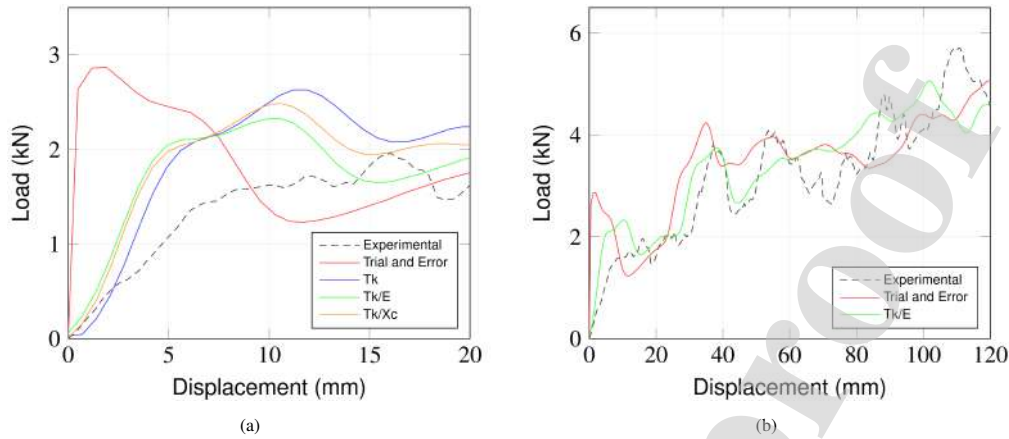 3
2
1
0
0
5
10
15
20
Load (kN)
Displacement (mm)
Experimental
Trial and Error
Tk
Tk/E
Tk/Xc
(a)
6
4
2
0
0
20
40
60
80
100
120
Load (kN)
Displacement (mm)
Experimental
Trial and Error
Tk/E
(b)
proof